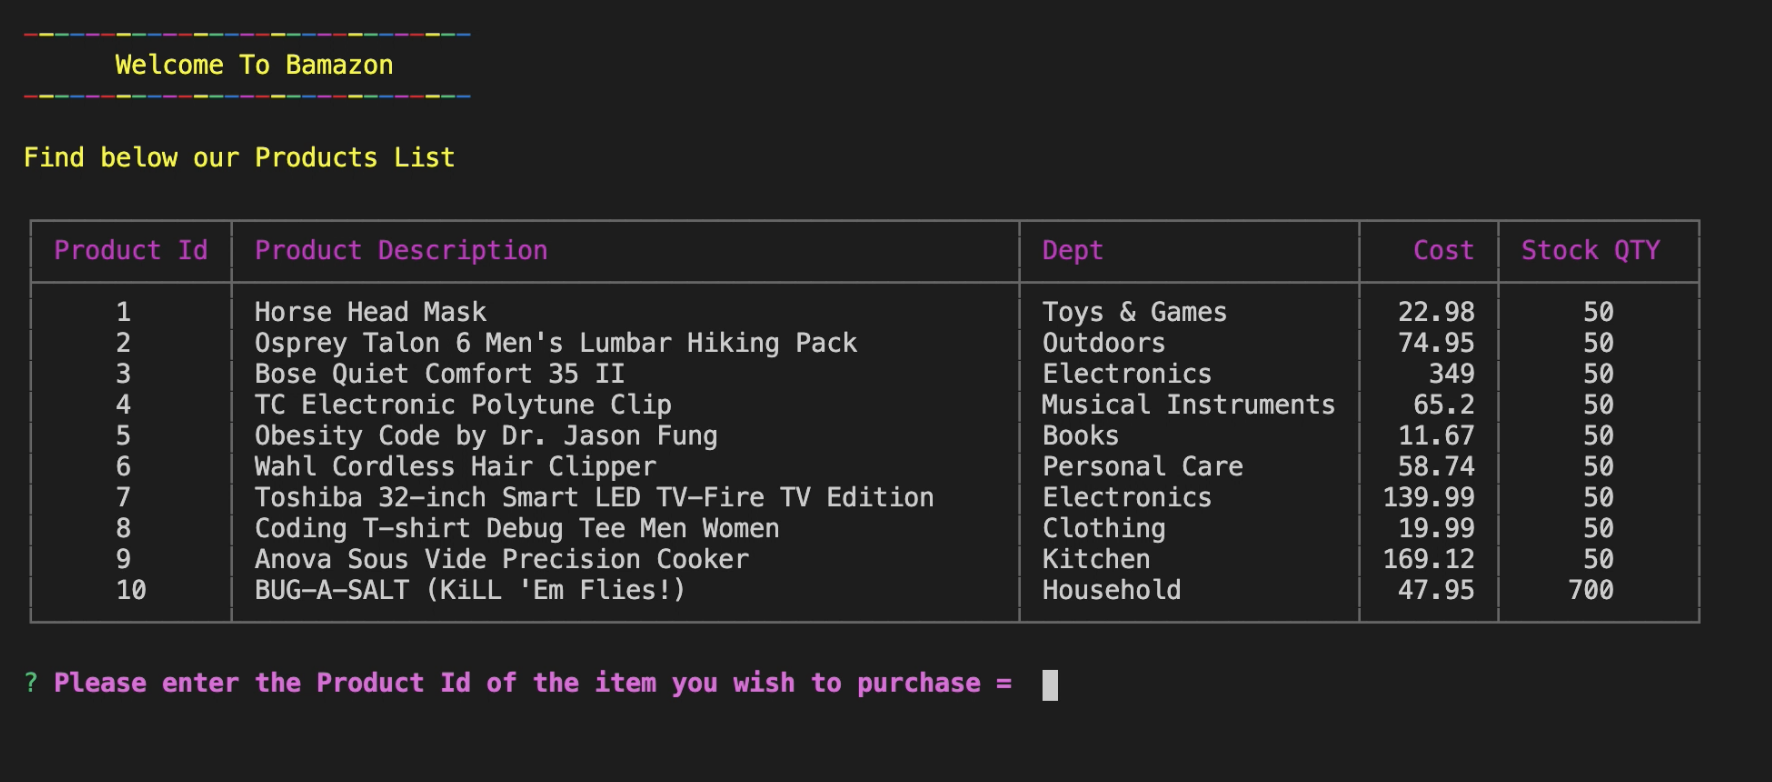 Welcome To Bamazon
Find below our Products List
Product Id Product Description Dept Cost Stock QTY
1 Horse Head Mask Toys & Games 22.98 50
2 Osprey Talon 6 Men's Lumbar Hiking Pack Outdoors 74.95 50
3 Bose Quiet Comfort 35 II Electronics 349 50
4 TC Electronic Polytune Clip Musical Instruments 65.2 50
5 Obesity Code by Dr. Jason Fung Books 11.67 50
6 Wahl Cordless Hair Clipper Personal Care 58.74 50
7 Toshiba 32-inch Smart LED TV-Fire TV Edition Electronics 139.99 50
8 Coding T-shirt Debug Tee Men Women Clothing 19.99 50
9 Anova Sous Vide Precision Cooker Kitchen 169.12 50
10 BUG-A-SALT (KiLL 'Em Flies!) Household 47.95 700
? Please enter the Product Id of the item you wish to purchase =